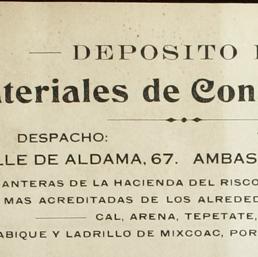 DEPOSITO
ateriales de Con
DESPACHO:
LLE DE ALDAMA, 67. AMBAS
ANTERAS DE LA HACIENDA DEL RISCO
MAS ACREDITADAS DE LOS ALREDED
CAL, ARENA, TEPETATE,
ABIQUE Y LADRILLO DE MIXCOAC, POR